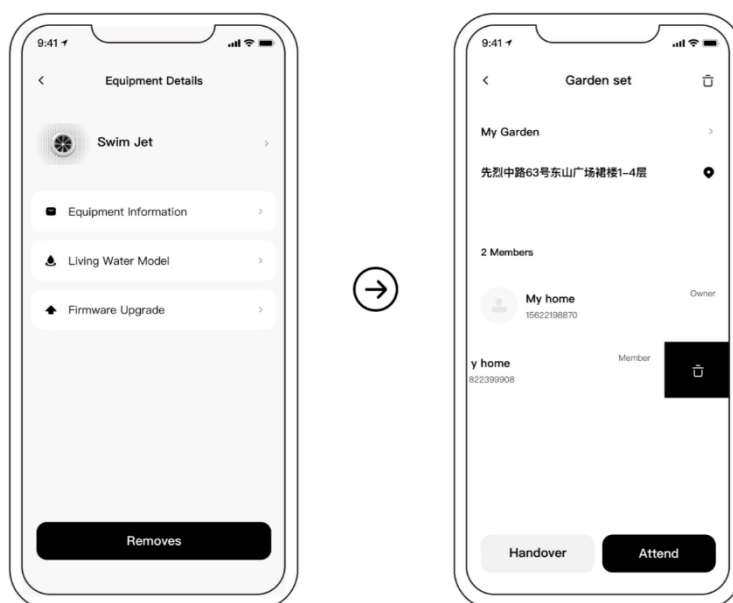 9:41
Equipment Details
Swim Jet
Equipment Information
Living Water Model
Firmware Upgrade
Removes
9:41
Garden set
My Garden
先烈中路63号东山广场裙楼1-4层
2 Members
My home
Owner
15622198870
y home
Member
822399908
Handover
Attend